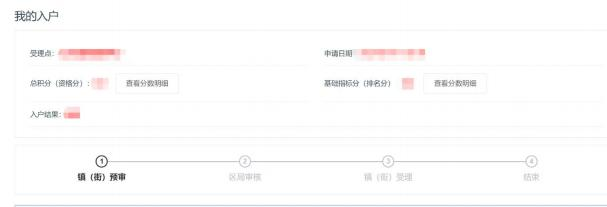 我的入户
受理点：
申请日期
总积分（资格分）： 查看分数明细
基础指标分（排名分） 查看分数明细
入户结果：
1 2 3 4
镇（街）预审 区局审核 镇（街）受理 结束